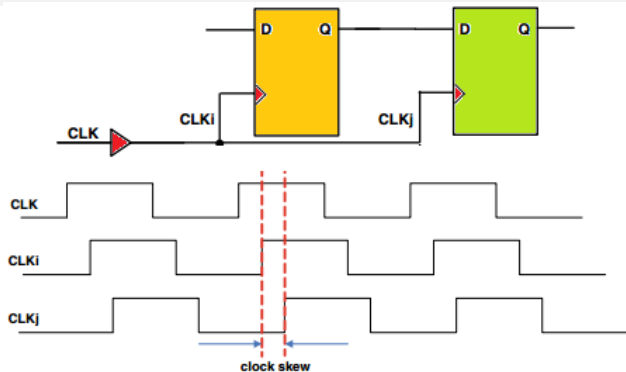 D Q D Q
CLK CLKi CLKj
CLK
CLKi
CLKj
clock skew